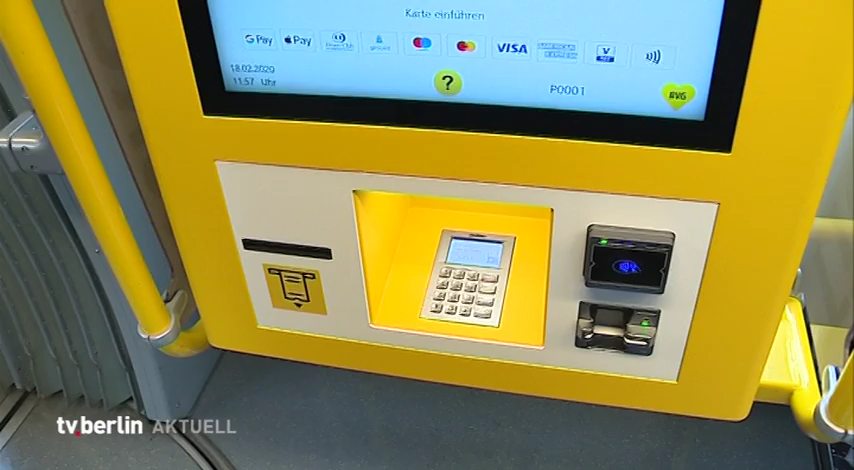 Karte einführen
G Pay Pay VISA AMERICAN EXPRESS V PAY
18.02.2020
11:57 Uhr
?
P0001
BVG
tv.berlin AKTUELL